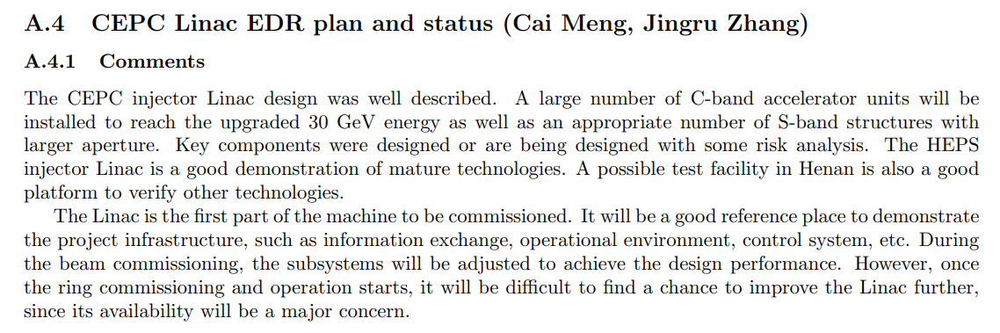 A.4 CEPC Linac EDR plan and status (Cai Meng, Jingru Zhang)
A.4.1 Comments
The CEPC injector Linac design was well described. A large number of C-band accelerator units will be
installed to reach the upgraded 30 GeV energy as well as an appropriate number of S-band structures with
larger aperture. Key components were designed or are being designed with some risk analysis. The HEPS
injector Linac is a good demonstration of mature technologies. A possible test facility in Henan is also a good
platform to verify other technologies.
The Linac is the first part of the machine to be commissioned. It will be a good reference place to demonstrate
the project infrastructure, such as information exchange, operational environment, control system, etc. During
the beam commissioning, the subsystems will be adjusted to achieve the design performance. However, once
the ring commissioning and operation starts, it will be difficult to find a chance to improve the Linac further,
since its availability will be a major concern.